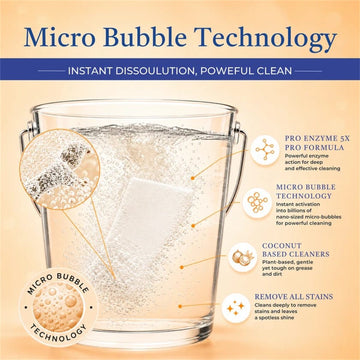 Micro Bubble Technology
INSTANT DISSOULUTION, POWEFUL CLEAN
PRO ENZYME 5X
PRO FORMULA
Powerful enzyme
action for deep
and effective cleaning
MICRO BUBBLE
TECHNOLOGY
Instant activation
into billions of
nano-sized micro-bubbles
for powerful cleaning
COCONUT
BASED CLEANERS
Plant-based, gentle
yet tough on grease
and dirt
REMOVE ALL STAINS
Cleans deeply to remove
stains and leaves a
spotless shine
MICRO BUBBLE
TECHNOLOGY